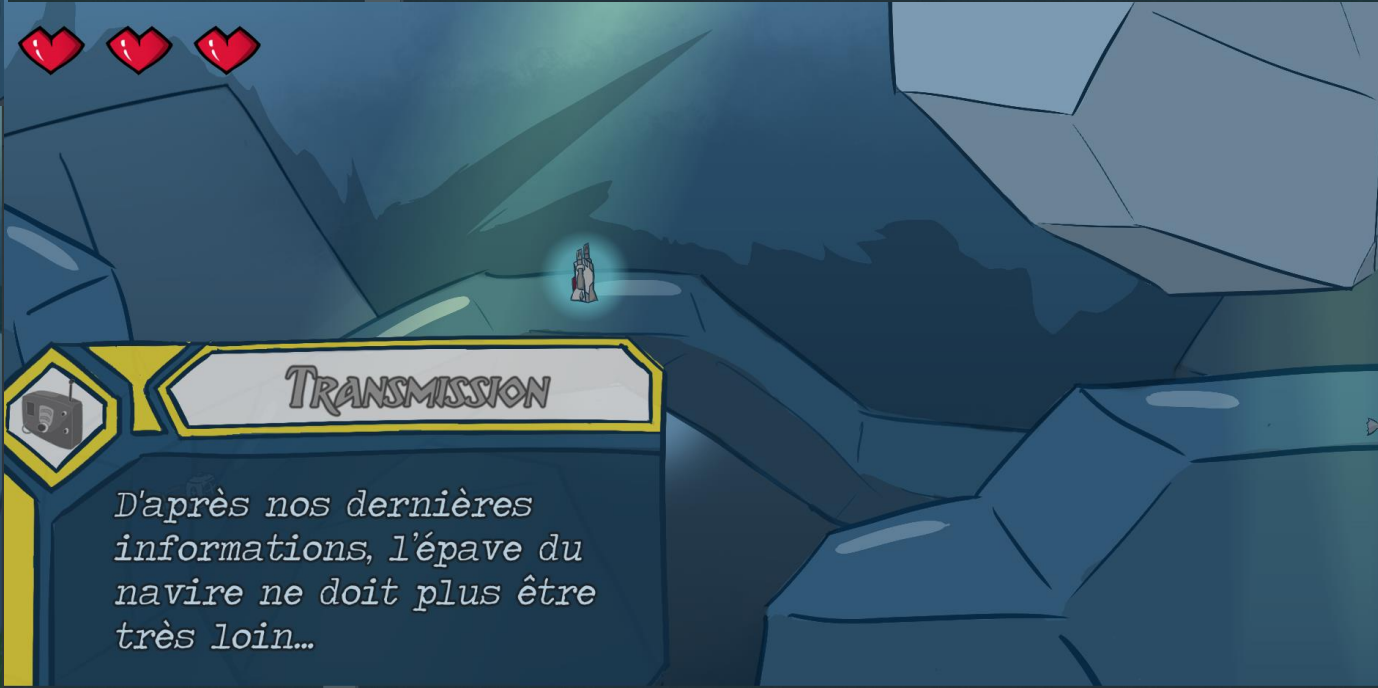 Transmission
D'après nos dernières
informations, l'épave du
navire ne doit plus être
très loin...